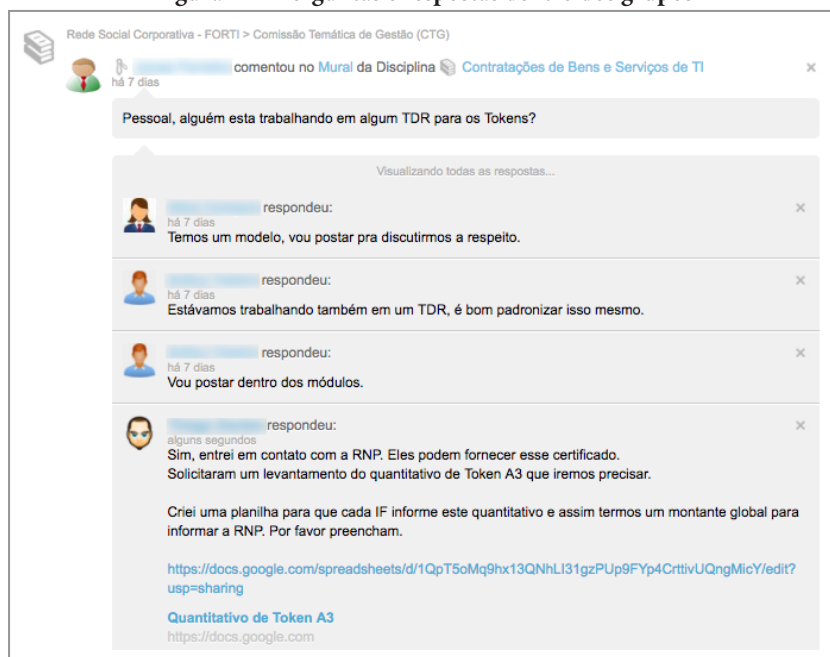 Rede Social Corporativa - FORTI > Comissão Temática de Gestão (CTG)
comentou no Mural da Disciplina Contratações de Bens e Serviços de TI
há 7 dias
Pessoal, alguém esta trabalhando em algum TDR para os Tokens?
Visualizando todas as respostas...
respondeu:
há 7 dias
Temos um modelo, vou postar pra discutirmos a respeito.
respondeu:
há 7 dias
Estávamos trabalhando também em um TDR, é bom padronizar isso mesmo.
respondeu:
há 7 dias
Vou postar dentro dos módulos.
respondeu:
alguns segundos
Sim, entrei em contato com a RNP. Eles podem fornecer esse certificado.
Solicitaram um levantamento do quantitativo de Token A3 que iremos precisar.
Criei uma planilha para que cada IF informe este quantitativo e assim termos um montante global para
informar a RNP. Por favor preencham.
https://docs.google.com/spreadsheets/d/1QpT5oMq9hx13QNhLI31gzPUp9FYp4CrttivUQngMicY/edit?
usp=sharing
Quantitativo de Token A3
https://docs.google.com